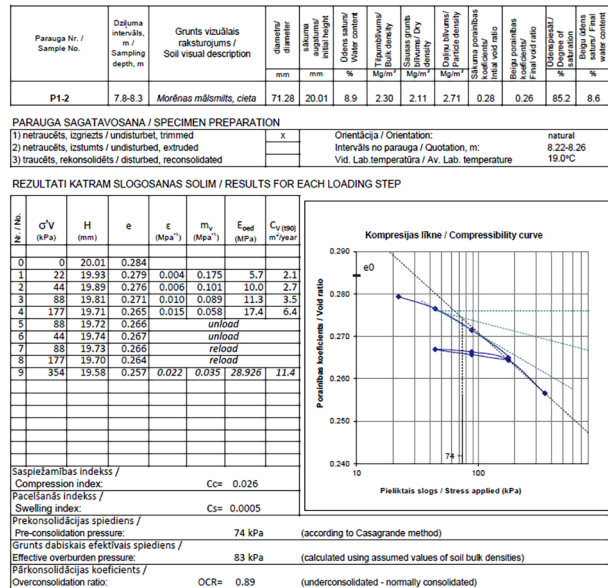 Parauga Nr. / Sample No. | Dziļuma intervāls, m / Sampling depth, m | Grunts vizuālais raksturojums / Soil visual description | diametrs/ diameter | sākuma augstums/ initial height | Ūdens saturs/ Water content | Tilpumblīvums/ Bulk density | Sausas grunts blīvums/ Dry density | Daļiņu blīvums/ Particle density | Sākuma porainības koeficients/ Intial void ratio | Beigu porainības koeficients/ Final void ratio | Ūdenspiesāt./ Degree of saturation | Beigu ūdens saturs/ Final water content
mm | mm | % | Mg/m³ | Mg/m³ | Mg/m³ | % | %
P1-2 | 7.8-8.3 | Morēnas mālsmilts, cieta | 71.28 | 20.01 | 8.9 | 2.30 | 2.11 | 2.71 | 0.28 | 0.26 | 85.2 | 8.6
PARAUGA SAGATAVOSANA / SPECIMEN PREPARATION
1) netraucēts, izgriezts / undisturbet, trimmed | x | Orientācija / Orientation: natural
2) netraucēts, izstumts / undisturbed, extruded | Intervāls no parauga / Quotation, m: 8.22-8.26
3) traucēts, rekonsolidēts / disturbed, reconsolidated | Vid. Lab.temperatūra / Av. Lab. temperature 19.0°C
REZULTATI KATRAM SLOGOSANAS SOLIM / RESULTS FOR EACH LOADING STEP
Nr. / No. | σ'v (kPa) | H (mm) | e | ε (Mpa⁻¹) | mv (Mpa⁻¹) | Eoed (MPa) | CV (t90) m²/year
0 | 0 | 20.01 | 0.284
1 | 22 | 19.93 | 0.279 | 0.004 | 0.175 | 5.7 | 2.1
2 | 44 | 19.89 | 0.276 | 0.006 | 0.101 | 10.0 | 2.7
3 | 88 | 19.81 | 0.271 | 0.010 | 0.089 | 11.3 | 3.5
4 | 177 | 19.71 | 0.265 | 0.015 | 0.058 | 17.4 | 6.4
5 | 88 | 19.72 | 0.266 | unload
6 | 44 | 19.74 | 0.267 | unload
7 | 88 | 19.73 | 0.266 | reload
8 | 177 | 19.70 | 0.264 | reload
9 | 354 | 19.58 | 0.257 | 0.022 | 0.035 | 28.926 | 11.4
Kompresijas līkne / Compressibility curve
Porainības koeficients / Void ratio
0.290
0.280
0.270
0.260
0.250
0.240
e0
74
10
100
Pieliktais slogs / Stress applied (kPa)
Saspiežamības indekss /
Compression index: Cc= 0.026
Pacelšanās indekss /
Swelling index: Cs= 0.0005
Prekonsolidācijas spiediens /
Pre-consolidation pressure: 74 kPa (according to Casagrande method)
Grunts dabiskais efektīvais spiediens /
Effective overburden pressure: 83 kPa (calculated using assumed values of soil bulk densities)
Pārkonsolidācijas koeficients /
Overconsolidation ratio: OCR= 0.89 (underconsolidated - normally consolidated)